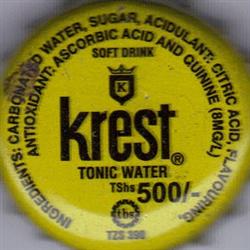 INGREDIENTS: CARBONATED WATER, SUGAR, ACIDULANT: CITRIC ACID, FLAVOURING,
ANTIOXIDANT: ASCORBIC ACID AND QUININE (8MG/L)
SOFT DRINK
K
krest®
TONIC WATER
TShs 500/-
tbs
TZS 390